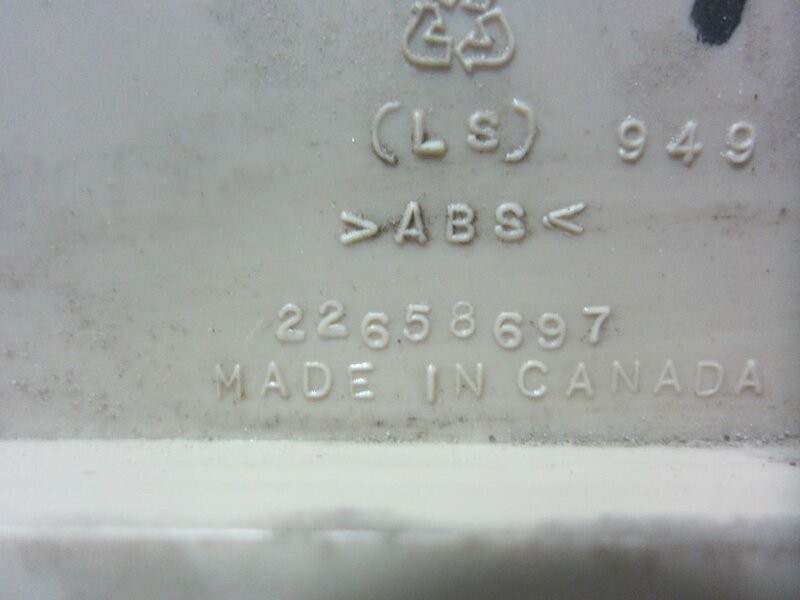 (LS) 949
>ABS<
22658697
MADE IN CANADA